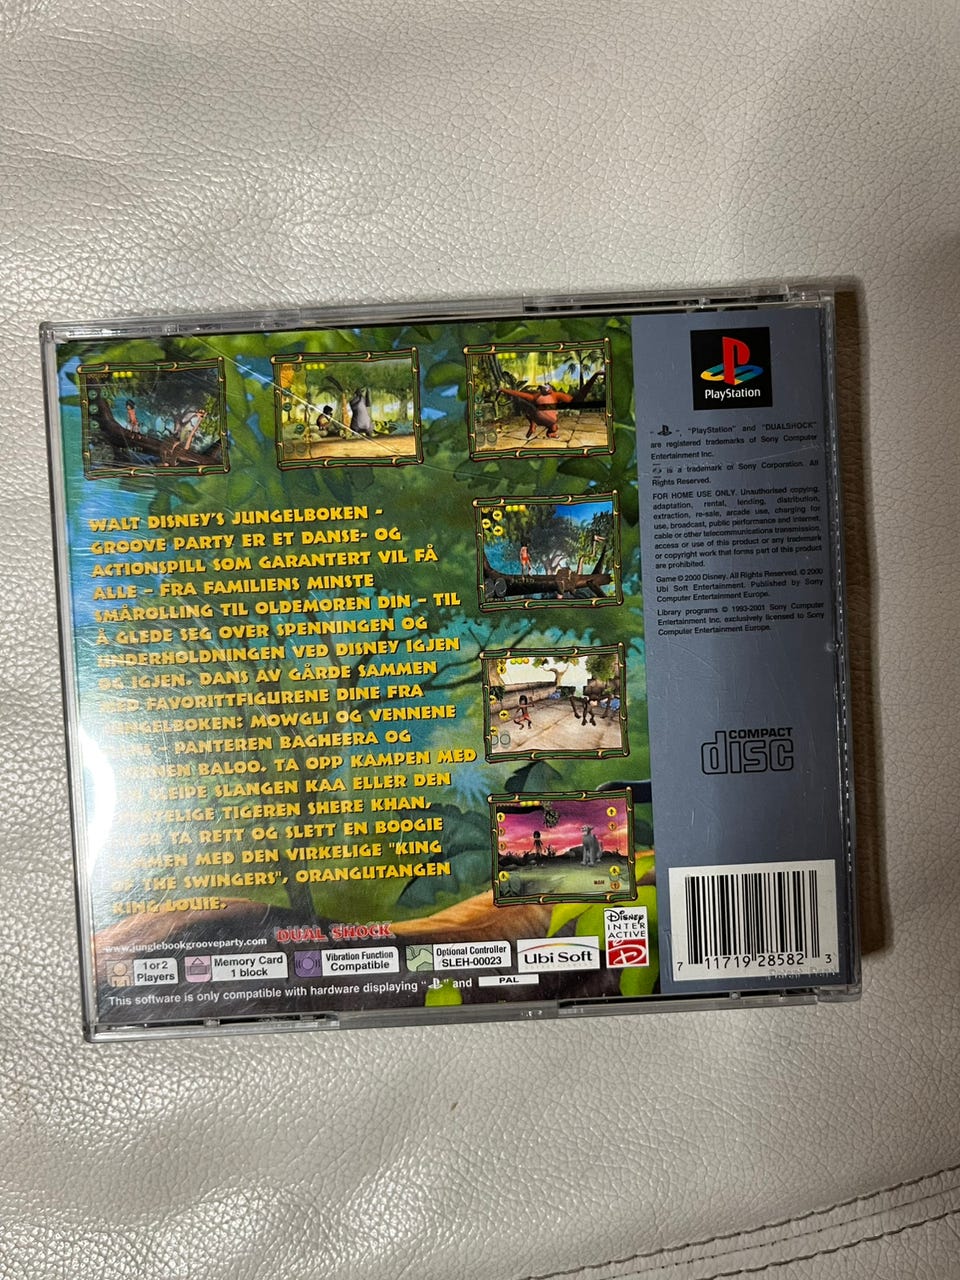 WALT DISNEY'S JUNGELBOKEN -
GROOVE PARTY ER ET DANSE- OG
ACTIONSPILL SOM GARANTERT VIL FÅ
ALLE - FRA FAMILIENS MINSTE
SMÅROLLING TIL OLDEMOREN DIN - TIL
Å GLEDE SEG OVER SPENNINGEN OG
UNDERHOLDNINGEN VED DISNEY IGJEN
OG IGJEN. DANS AV GÅRDE SAMMEN
MED FAVORITTFIGURENE DINE FRA
JUNGELBOKEN: MOWGLI OG VENNENE
- PANTEREN BAGHEERA OG
BALOO. TA OPP KAMPEN MED
SLEIPE SLANGEN KAA ELLER DEN
TIGEREN SHERE KHAN,
TA RETT OG SLETT EN BOOGIE
SAMMEN MED DEN VIRKELIGE "KING
OF THE SWINGERS", ORANGUTANGEN
KING LOUIE.
www.junglebookgrooveparty.com
DUAL SHOCK
1 or 2
Players
Memory Card
1 block
Vibration Function
Compatible
Optional Controller
SLEH-00023
Ubi Soft
ENTERTAINMENT
Disney
INTER
ACTIVE
This software is only compatible with hardware displaying " " and PAL
PlayStation
" ", "PlayStation" and "DUALSHOCK"
are registered trademarks of Sony Computer
Entertainment Inc.
is a trademark of Sony Corporation. All
Rights Reserved.
FOR HOME USE ONLY. Unauthorised copying,
adaptation, rental, lending, distribution,
extraction, re-sale, arcade use, charging for
use, broadcast, public performance and internet,
cable or other telecommunications transmission,
access or use of this product or any trademark
or copyright work that forms part of this product
are prohibited.
Game © 2000 Disney. All Rights Reserved. © 2000
Ubi Soft Entertainment. Published by Sony
Computer Entertainment Europe.
Library programs © 1993-2001 Sony Computer
Entertainment Inc. exclusively licensed to Sony
Computer Entertainment Europe.
COMPACT
disc
7 11719 28582 3